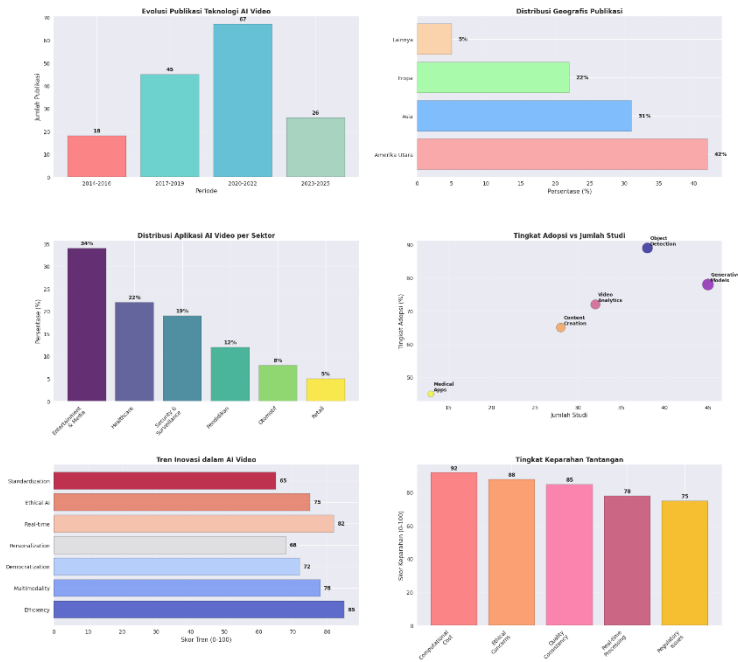 Evolusi Publikasi Teknologi AI Video
Jumlah Publikasi
70
60
50
40
30
20
10
0
18
45
67
26
2014-2016
2017-2019
2020-2022
2023-2025
Periode
Distribusi Geografis Publikasi
Lainnya
5%
Eropa
22%
Asia
31%
Amerika Utara
42%
0
5
10
15
20
25
30
35
40
Persentase (%)
Distribusi Aplikasi AI Video per Sektor
Persentase (%)
35
30
25
20
15
10
5
0
34%
22%
19%
12%
8%
5%
Entertainment
& Media
Healthcare
Security &
Surveillance
Pendidikan
Otomotif
Retail
Tingkat Adopsi vs Jumlah Studi
Tingkat Adopsi (%)
90
80
70
60
50
Object
Detection
Generative
Models
Video
Analytics
Content
Creation
Medical
Apps
15
20
25
30
35
40
45
Jumlah Studi
Tren Inovasi dalam AI Video
Standardization
65
Ethical AI
75
Real-time
82
Personalization
68
Democratization
72
Multimodality
78
Efficiency
85
0
10
20
30
40
50
60
70
80
Skor Tren (0-100)
Tingkat Keparahan Tantangan
Skor Keparahan (0-100)
80
60
40
20
0
92
88
85
78
75
Computational
Cost
Ethical
Concerns
Quality
Consistency
Real-time
Processing
Regulatory
Issues